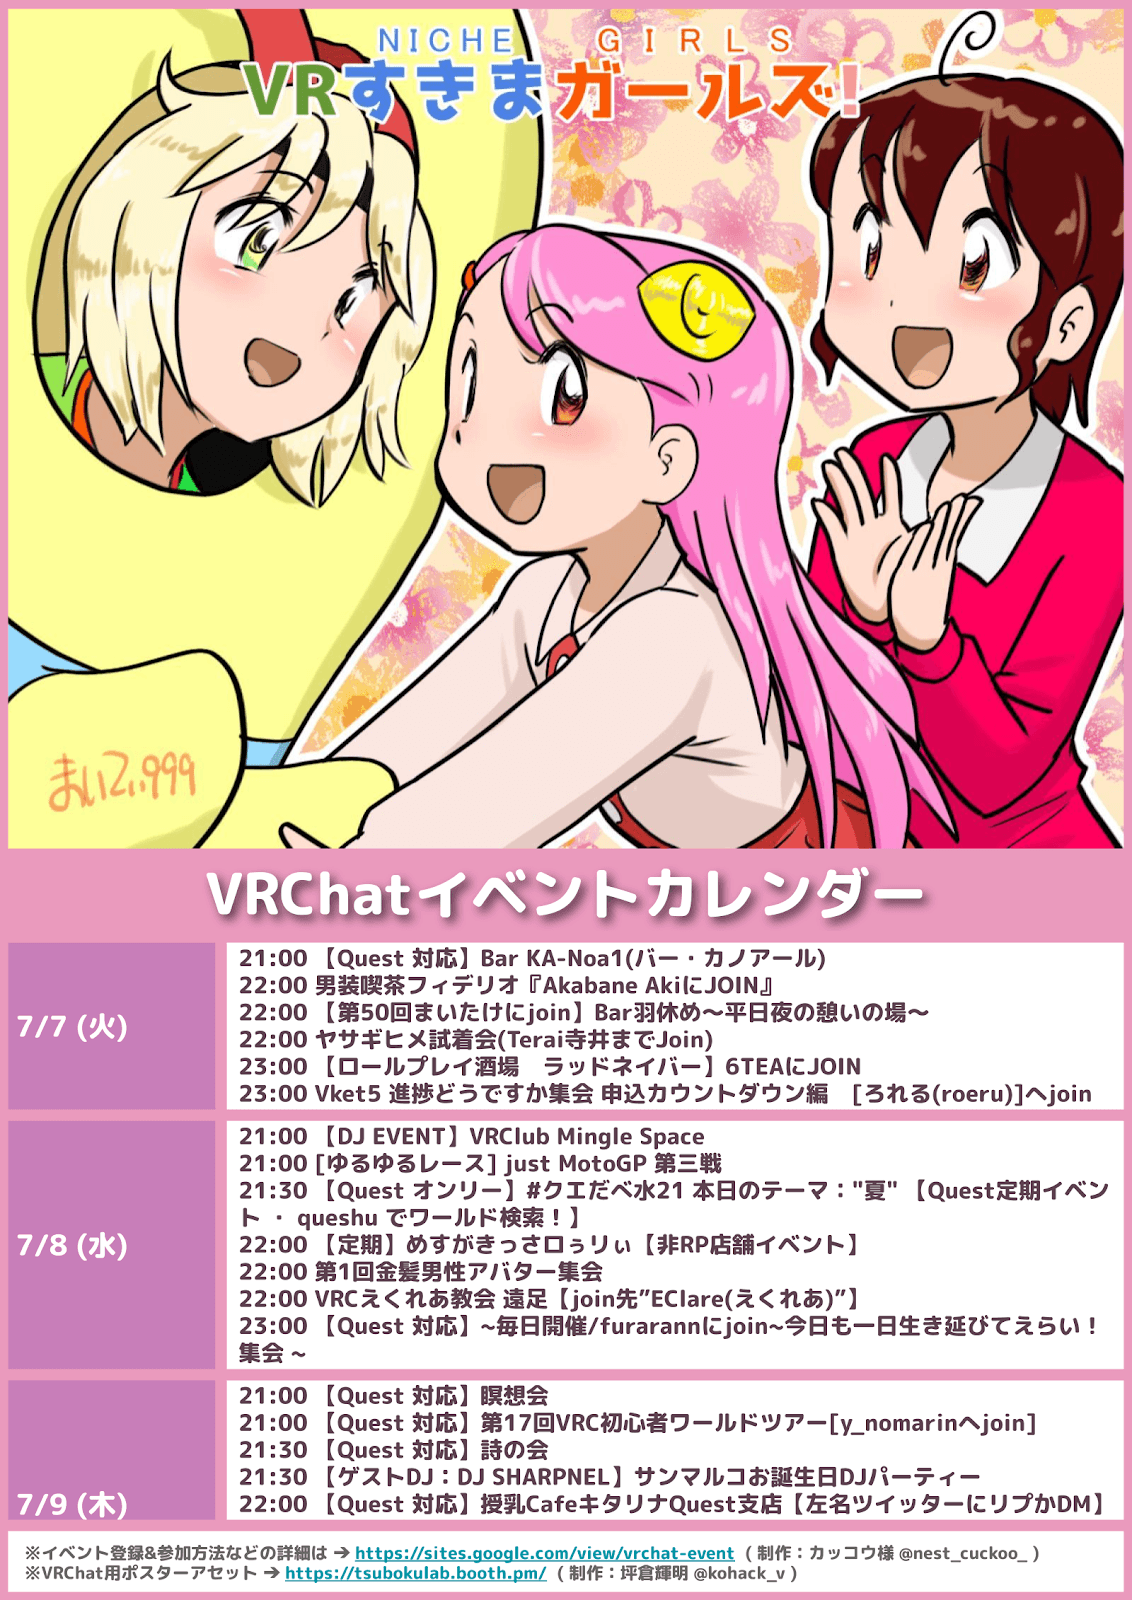 NICHE GIRLS
VRすきまガールズ!
まいてぃ999
VRChatイベントカレンダー
7/7 (火)
21:00 【Quest 対応】Bar KA-Noa1(バー・カノアール)
22:00 男装喫茶フィデリオ『Akabane AkiにJOIN』
22:00 【第50回まいたけにjoin】Bar羽休め～平日夜の憩いの場～
22:00 ヤサギヒメ試着会(Terai寺井までJoin)
23:00 【ロールプレイ酒場　ラッドネイバー】6TEAにJOIN
23:00 Vket5 進捗どうですか集会 申込カウントダウン編　[ろれる(roeru)]へjoin
7/8 (水)
21:00 【DJ EVENT】VRClub Mingle Space
21:00 [ゆるゆるレース] just MotoGP 第三戦
21:30 【Quest オンリー】#クエだべ水21 本日のテーマ："夏" 【Quest定期イベン
ト ・ queshu でワールド検索！】
22:00 【定期】めすがきっさロぅリぃ【非RP店舗イベント】
22:00 第1回金髪男性アバター集会
22:00 VRCえくれあ教会 遠足【join先”EClare(えくれあ)”】
23:00 【Quest 対応】~毎日開催/furarannにjoin~今日も一日生き延びてえらい！
集会 ~
7/9 (木)
21:00 【Quest 対応】瞑想会
21:00 【Quest 対応】第17回VRC初心者ワールドツアー[y_nomarinへjoin]
21:30 【Quest 対応】詩の会
21:30 【ゲストDJ：DJ SHARPNEL】サンマルコお誕生日DJパーティー
22:00 【Quest 対応】授乳CafeキタリナQuest支店【左名ツイッターにリプかDM】
※イベント登録&参加方法などの詳細は → https://sites.google.com/view/vrchat-event ( 制作：カッコウ様 @nest_cuckoo_ )
※VRChat用ポスターアセット → https://tsubokulab.booth.pm/ ( 制作：坪倉輝明 @kohack_v )